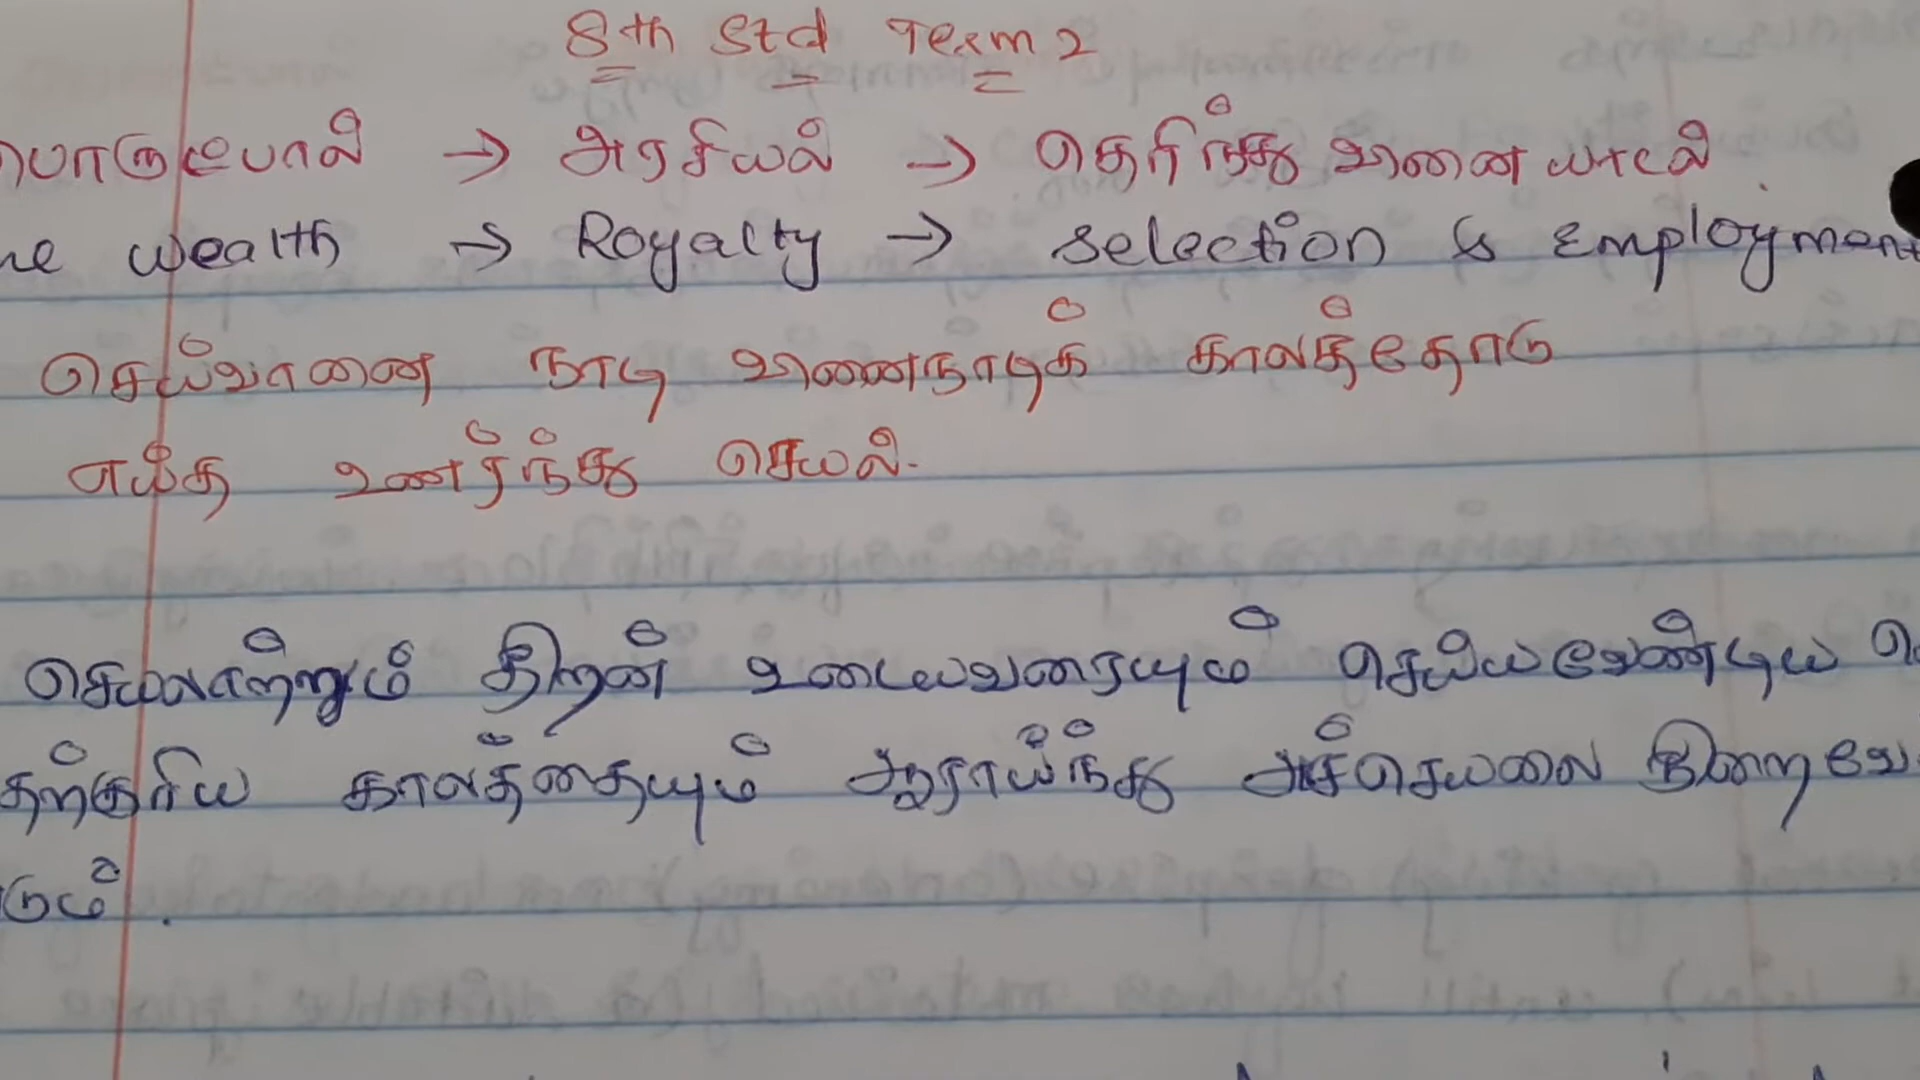 8th Std Term 2
பொருட்பால் → அரசியல் → தெரிந்து வினையாடல்
wealth → Royalty → selection & Employment
செய்வானை நாடி வினைநாடிக் காலத்தோடு
எய்த உணர்ந்து செயல்.
செயலாற்றும் திறன் உடையவரையும் செய்யவேண்டிய
தற்குரிய காலத்தையும் ஆராய்ந்து அச்செயலை நிறைவே
டும்.